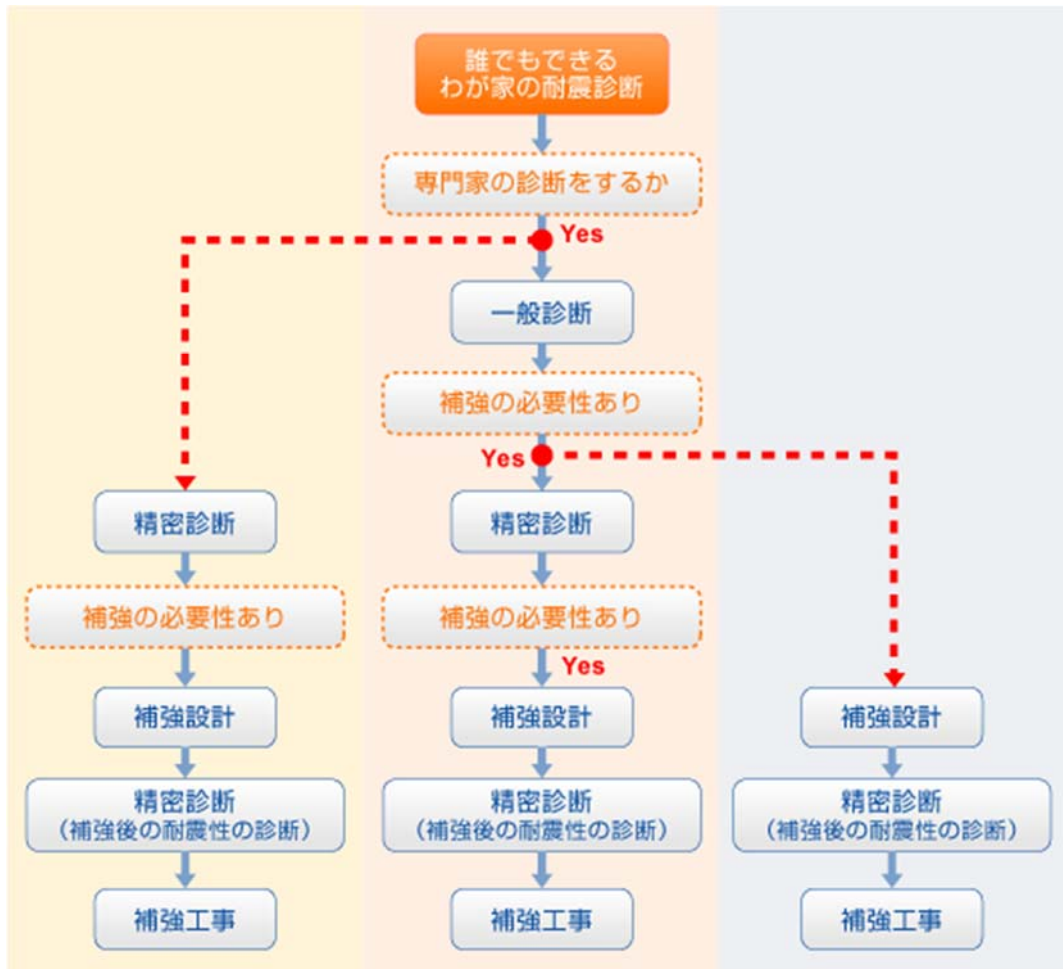 誰でもできる
わが家の耐震診断
専門家の診断をするか
Yes
一般診断
補強の必要性あり
Yes
精密診断
精密診断
補強の必要性あり
補強の必要性あり
Yes
補強設計
補強設計
補強設計
精密診断
(補強後の耐震性の診断)
精密診断
(補強後の耐震性の診断)
精密診断
(補強後の耐震性の診断)
補強工事
補強工事
補強工事